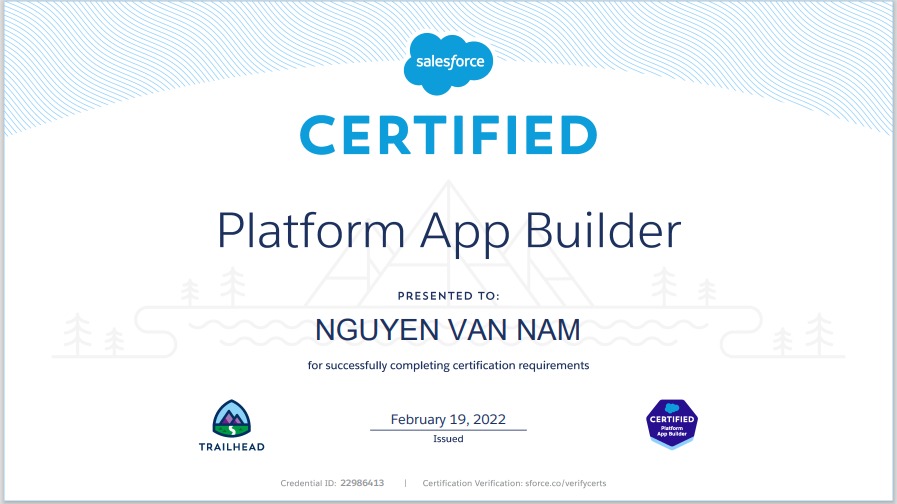 salesforce
CERTIFIED
Platform App Builder
PRESENTED TO:
NGUYEN VAN NAM
for successfully completing certification requirements
February 19, 2022
Issued
TRAILHEAD
CERTIFIED
Platform
App Builder
Credential ID: 22986413 | Certification Verification: sforce.co/verifycerts